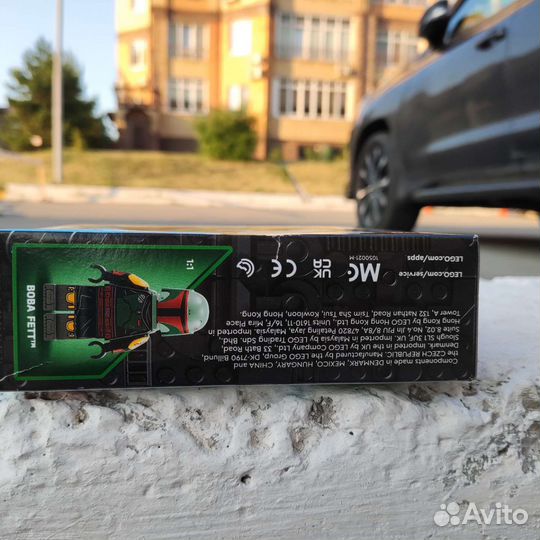 BOBA FETT™
1:1
CE
UK
CA
MC
105002I-M
LEGO.com/apps
LEGO.com/service
Components made in DENMARK, MEXICO, HUNGARY, CHINA and
the CZECH REPUBLIC. Manufactured by LEGO Group, DK-7190 Billund,
Denmark. Imported in the UK by LEGO Company Ltd., 33 Bath Road,
Slough SL1 3UF, UK. Imported in Malaysia by LEGO Trading Sdn. Bhd.,
Suite 8.02, No.4, Jln PJU 8/8A, 47820 Petaling Jaya, Malaysia. Imported in
Hong Kong by LEGO Hong Kong Ltd., Units 1610-11, 16/F, Mira Place
Tower A, 132 Nathan Road, Tsim Sha Tsui, Kowloon, Hong Kong.
Avito